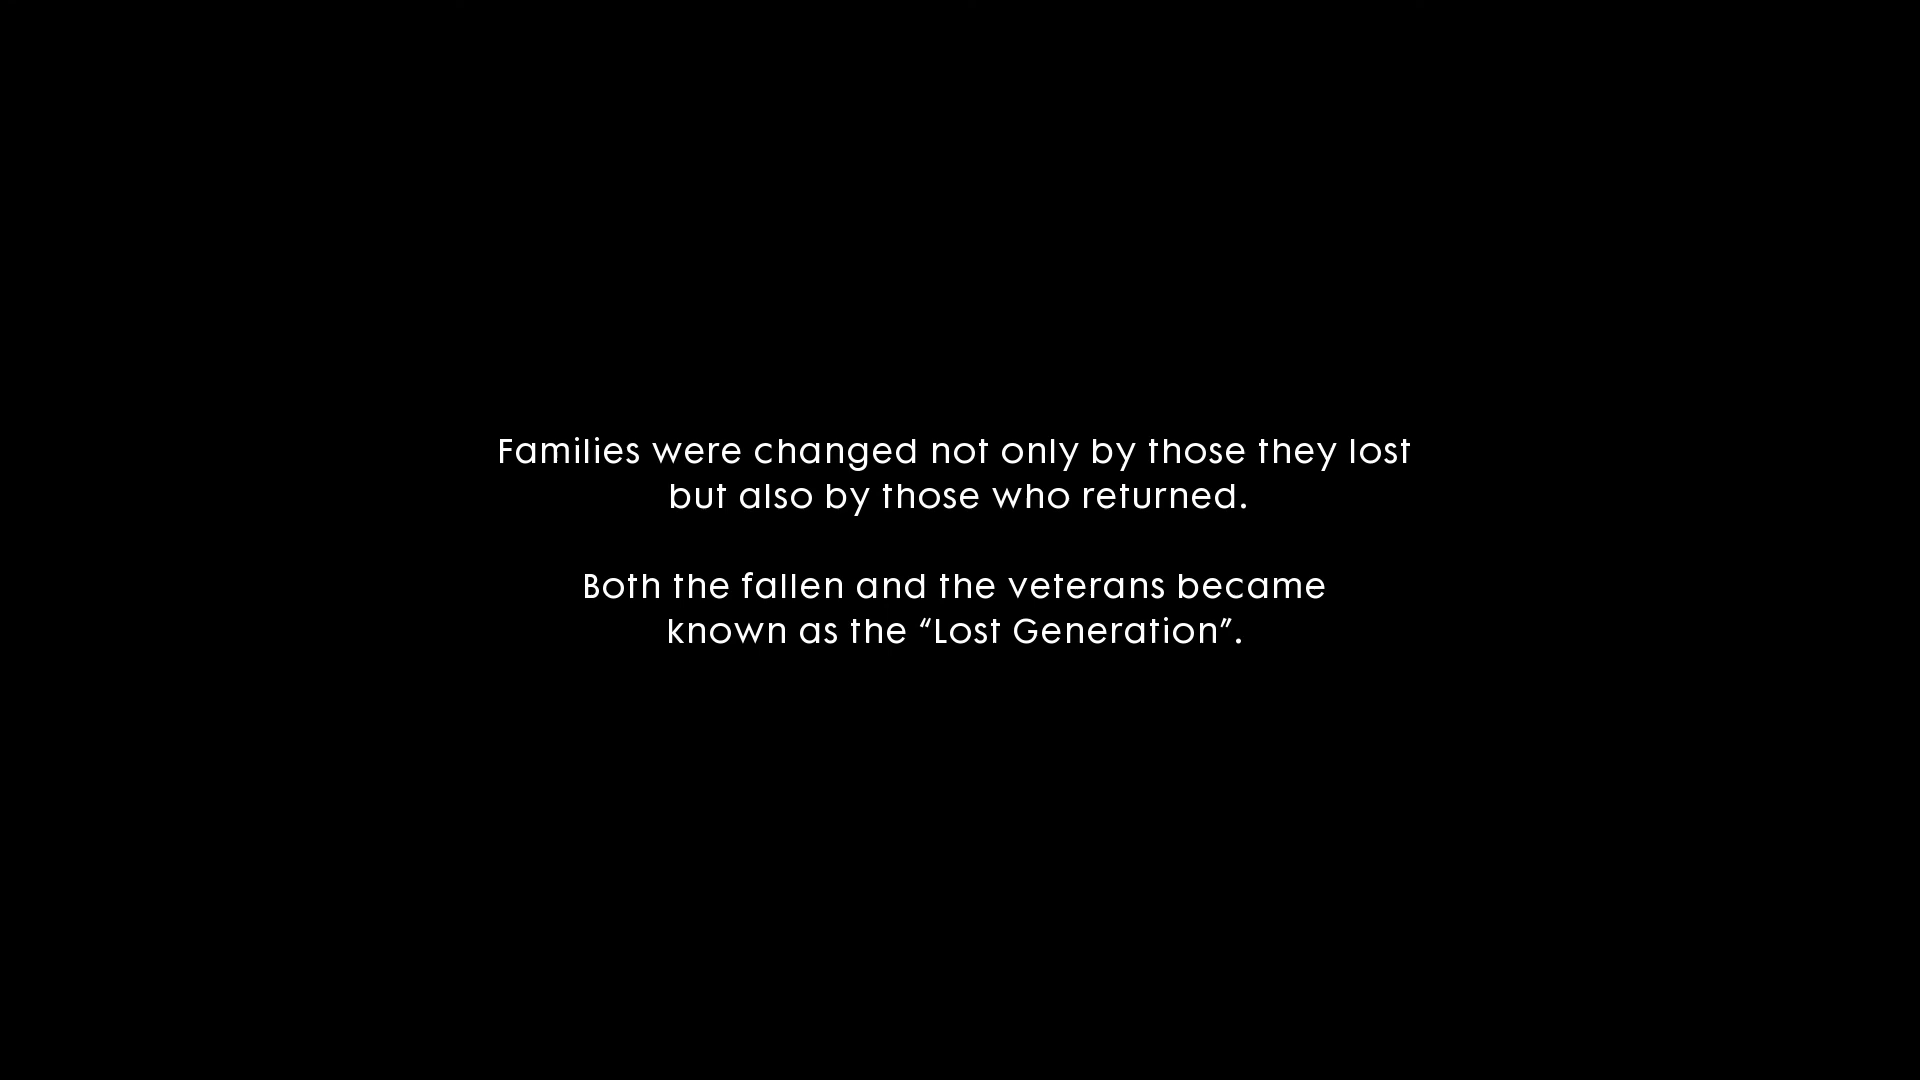 Families were changed not only by those they lost
but also by those who returned.
Both the fallen and the veterans became
known as the “Lost Generation”.